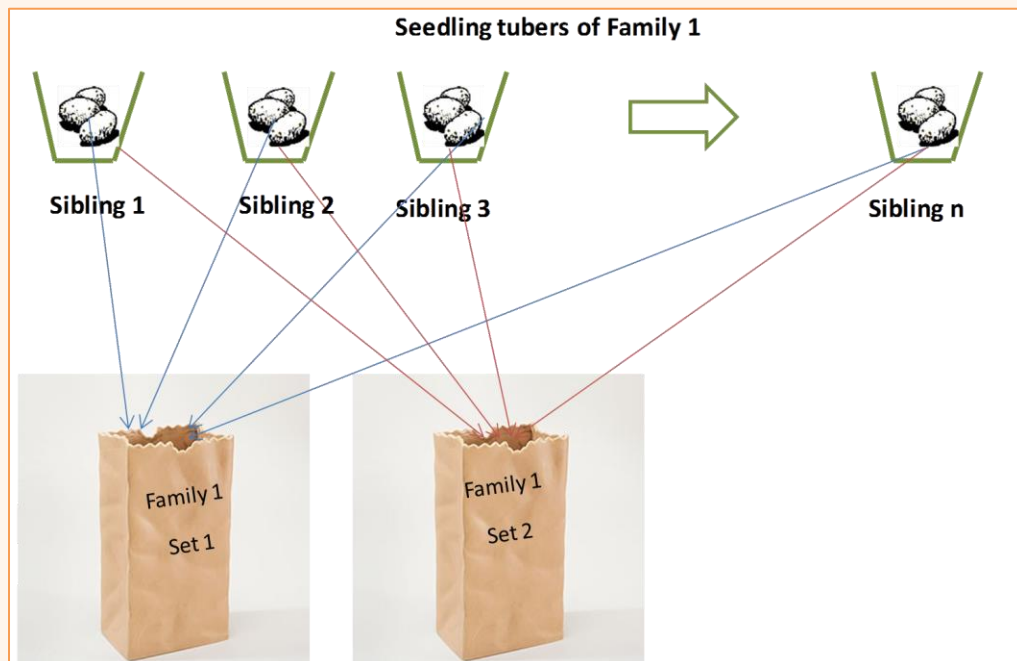 Seedling tubers of Family 1
Sibling 1
Sibling 2
Sibling 3
Sibling n
Family 1
Set 1
Family 1
Set 2